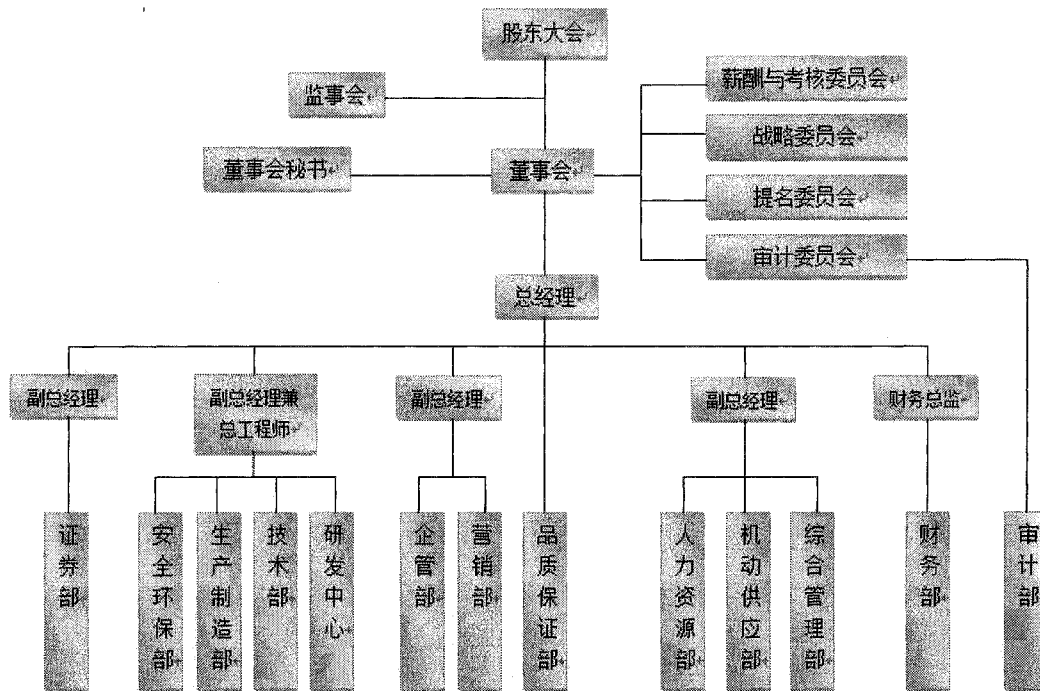 股东大会
监事会
薪酬与考核委员会
战略委员会
董事会秘书
董事会
提名委员会
审计委员会
总经理
副总经理
副总经理兼
总工程师
副总经理
副总经理
财务总监
证券部
安全环保部
生产制造部
技术部
研发中心
企管部
营销部
品质保证部
人力资源部
机动供应部
综合管理部
财务部
审计部